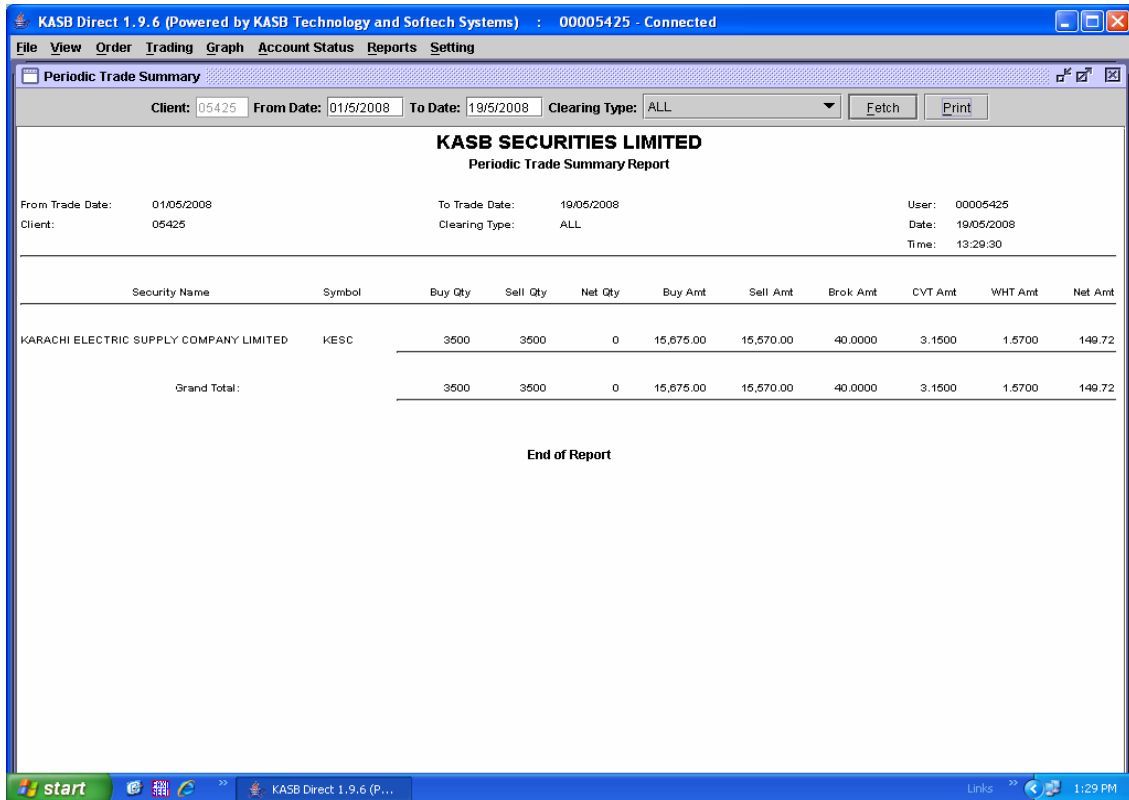 KASB Direct 1.9.6 (Powered by KASB Technology and Softech Systems) : 00005425 - Connected
File View Order Trading Graph Account Status Reports Setting
Periodic Trade Summary
Client: 05425 From Date: 01/5/2008 To Date: 19/5/2008 Clearing Type: ALL Fetch Print
KASB SECURITIES LIMITED
Periodic Trade Summary Report
From Trade Date: 01/05/2008 To Trade Date: 19/05/2008 User: 00005425
Client: 05425 Clearing Type: ALL Date: 19/05/2008
Time: 13:29:30
Security Name Symbol Buy Qty Sell Qty Net Qty Buy Amt Sell Amt Brok Amt CVT Amt WHT Amt Net Amt
KARACHI ELECTRIC SUPPLY COMPANY LIMITED KESC 3500 3500 0 15,675.00 15,570.00 40.0000 3.1500 1.5700 149.72
Grand Total: 3500 3500 0 15,675.00 15,570.00 40.0000 3.1500 1.5700 149.72
End of Report
start KASB Direct 1.9.6 (P... Links 1:29 PM